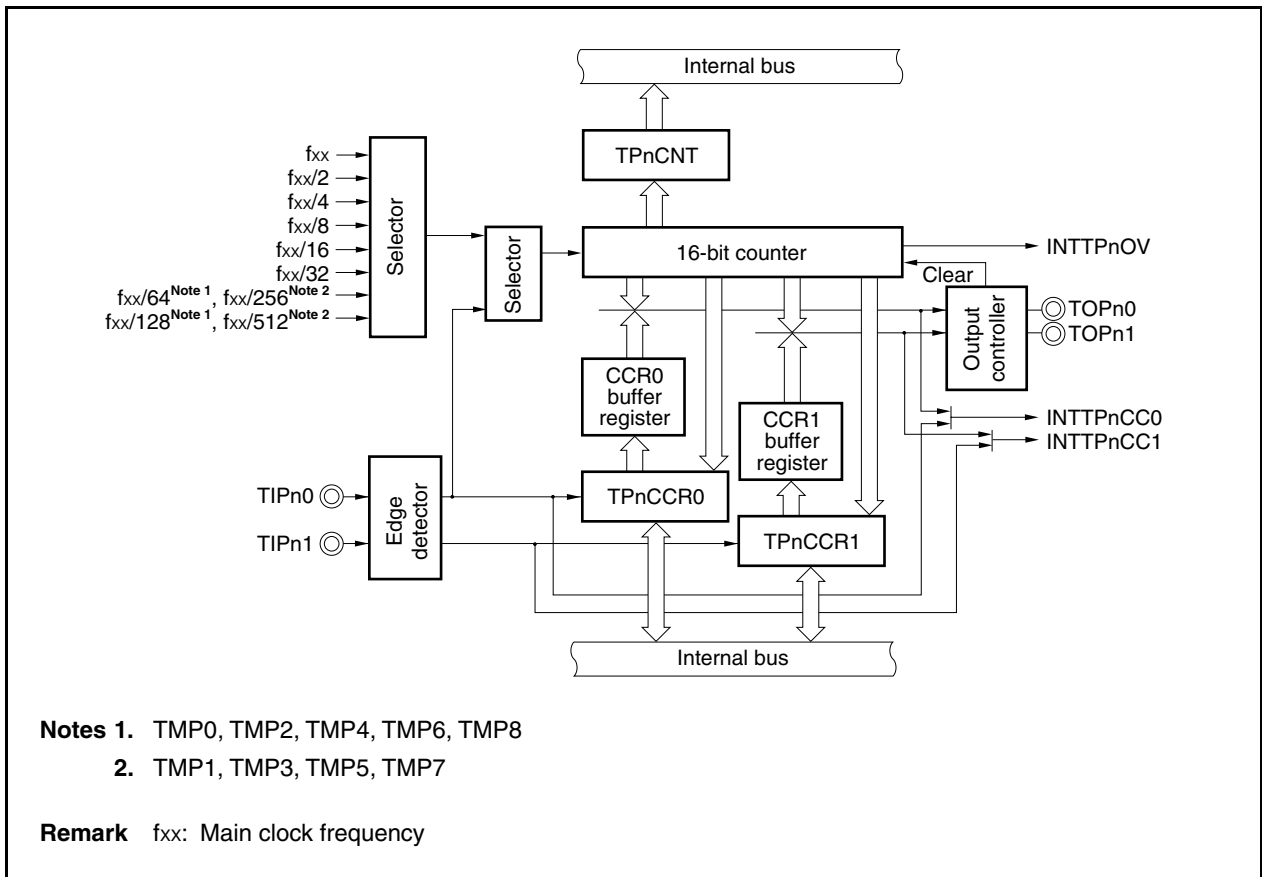 Internal bus
TPnCNT
fxx
fxx/2
fxx/4
fxx/8
fxx/16
fxx/32
fxx/64Note 1, fxx/256Note 2
fxx/128Note 1, fxx/512Note 2
Selector
Selector
16-bit counter
INTTPnOV
Clear
TOPn0
TOPn1
Output
controller
CCR0
buffer
register
CCR1
buffer
register
INTTPnCC0
INTTPnCC1
TIPn0
TIPn1
Edge
detector
TPnCCR0
TPnCCR1
Internal bus
Notes 1. TMP0, TMP2, TMP4, TMP6, TMP8
2. TMP1, TMP3, TMP5, TMP7
Remark fxx: Main clock frequency